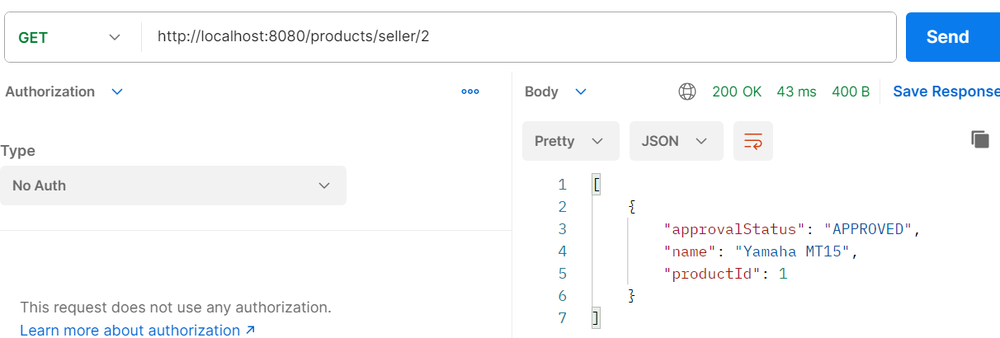 GET
http://localhost:8080/products/seller/2
Send
Authorization
Body
200 OK
43 ms
400 B
Save Response
Type
No Auth
Pretty
JSON
1 [
2 {
3 "approvalStatus": "APPROVED",
4 "name": "Yamaha MT15",
5 "productId": 1
6 }
7 ]
This request does not use any authorization.
Learn more about authorization ↗